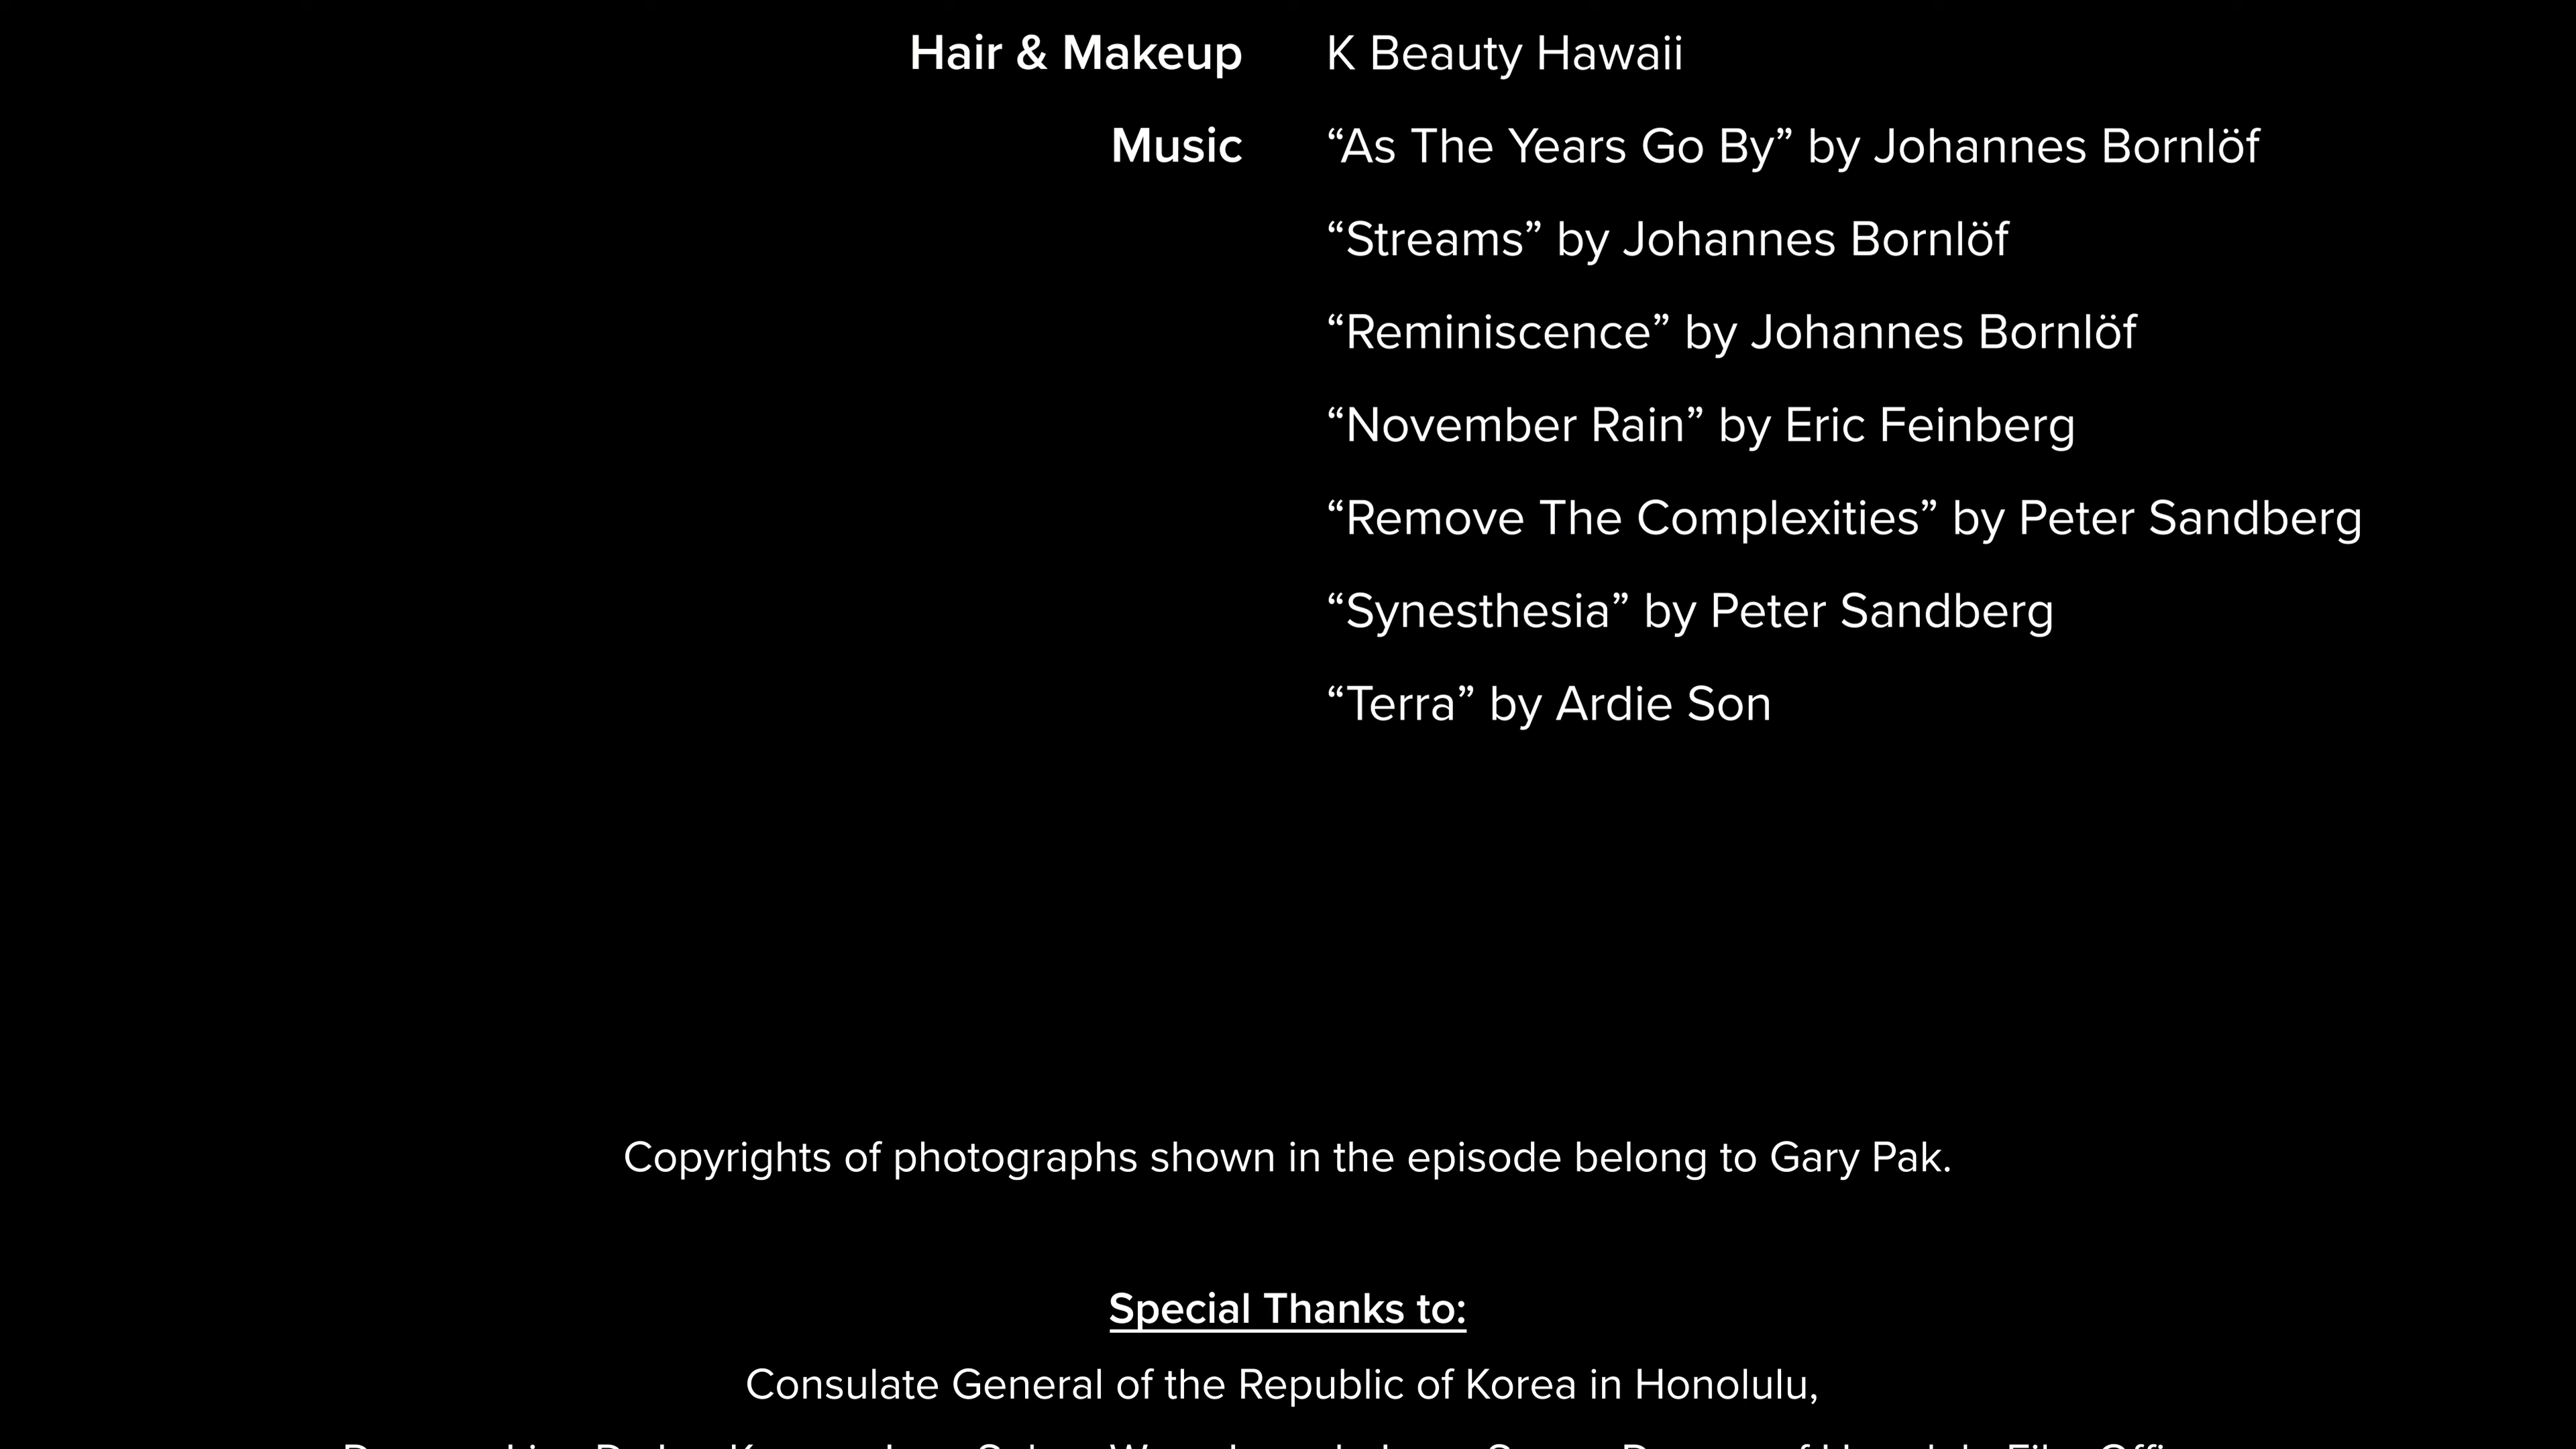 Hair & Makeup K Beauty Hawaii
Music “As The Years Go By” by Johannes Bornlöf
“Streams” by Johannes Bornlöf
“Reminiscence” by Johannes Bornlöf
“November Rain” by Eric Feinberg
“Remove The Complexities” by Peter Sandberg
“Synesthesia” by Peter Sandberg
“Terra” by Ardie Son
Copyrights of photographs shown in the episode belong to Gary Pak.
Special Thanks to:
Consulate General of the Republic of Korea in Honolulu,